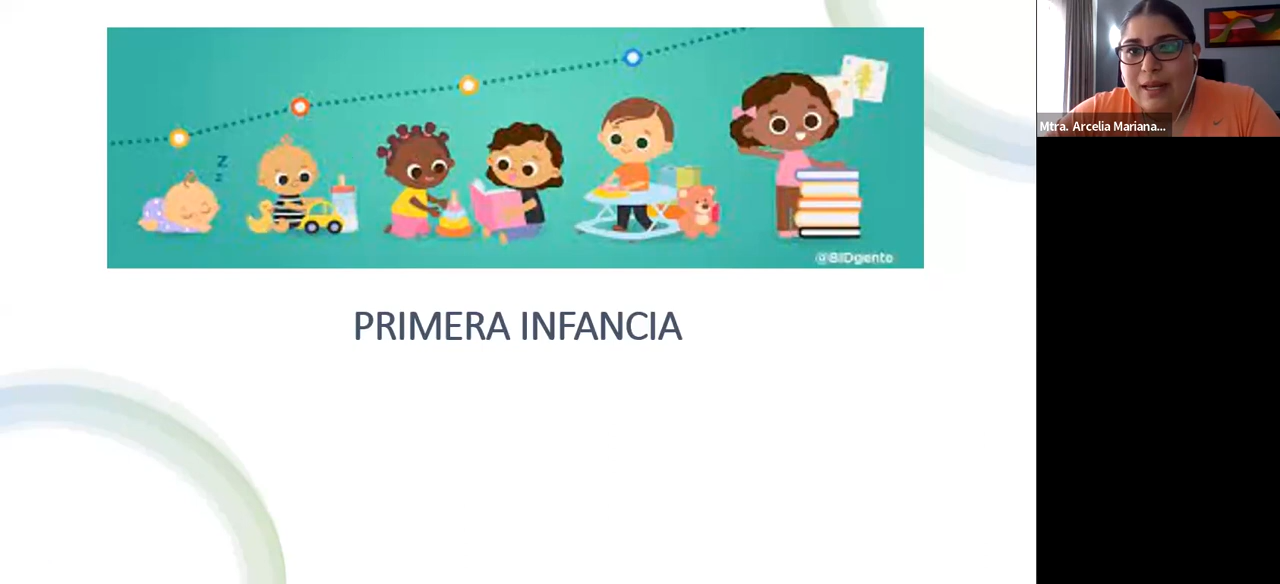 z
z
@BIDgente
PRIMERA INFANCIA
Mtra. Arcelia Mariana...